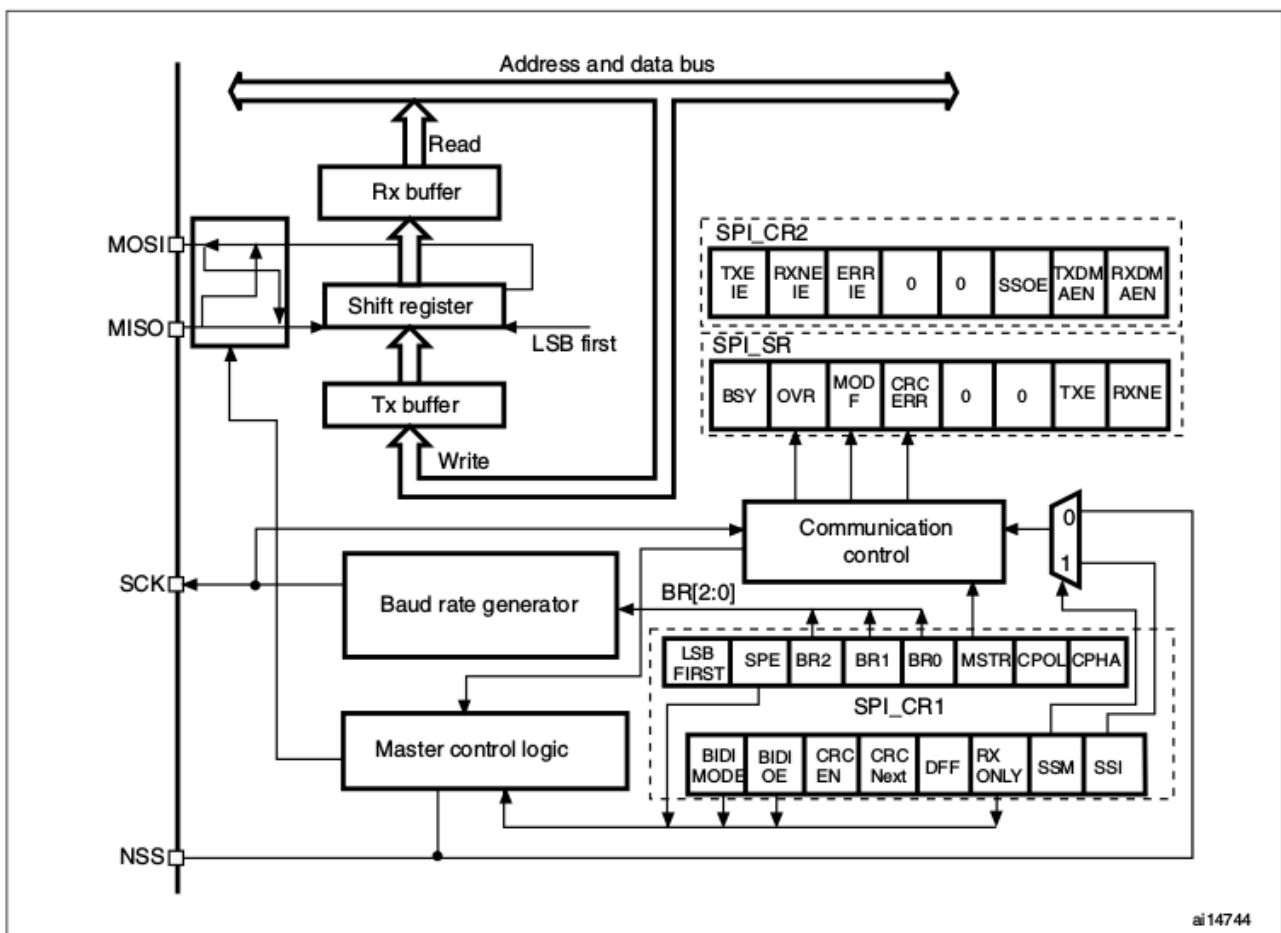 Address and data bus
Read
Rx buffer
MOSI
SPI_CR2
TXE IE
RXNE IE
ERR IE
0
0
SSOE
TXDM AEN
RXDM AEN
Shift register
MISO
LSB first
SPI_SR
BSY
OVR
MOD F
CRC ERR
0
0
TXE
RXNE
Tx buffer
Write
Communication
control
0
1
SCK
Baud rate generator
BR[2:0]
LSB FIRST
SPE
BR2
BR1
BR0
MSTR
CPOL
CPHA
SPI_CR1
Master control logic
BIDI MODE
BIDI OE
CRC EN
CRC Next
DFF
RX ONLY
SSM
SSI
NSS
ai14744